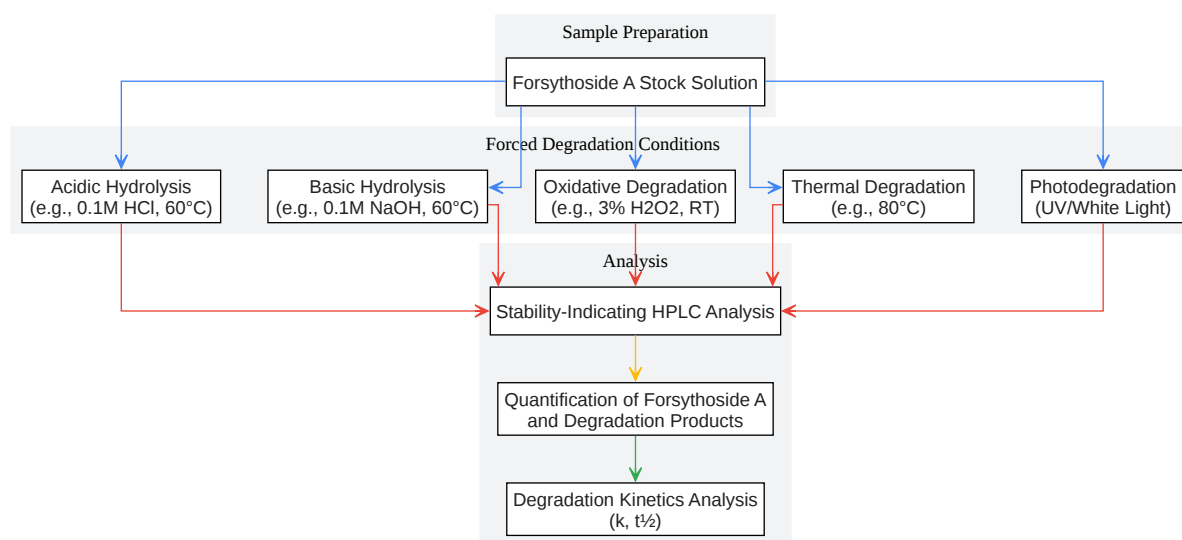 Sample Preparation
Forsythoside A Stock Solution
Forced Degradation Conditions
Acidic Hydrolysis
(e.g., 0.1M HCl, 60°C)
Basic Hydrolysis
(e.g., 0.1M NaOH, 60°C)
Oxidative Degradation
(e.g., 3% H2O2, RT)
Thermal Degradation
(e.g., 80°C)
Photodegradation
(UV/White Light)
Analysis
Stability-Indicating HPLC Analysis
Quantification of Forsythoside A
and Degradation Products
Degradation Kinetics Analysis
(k, t½)